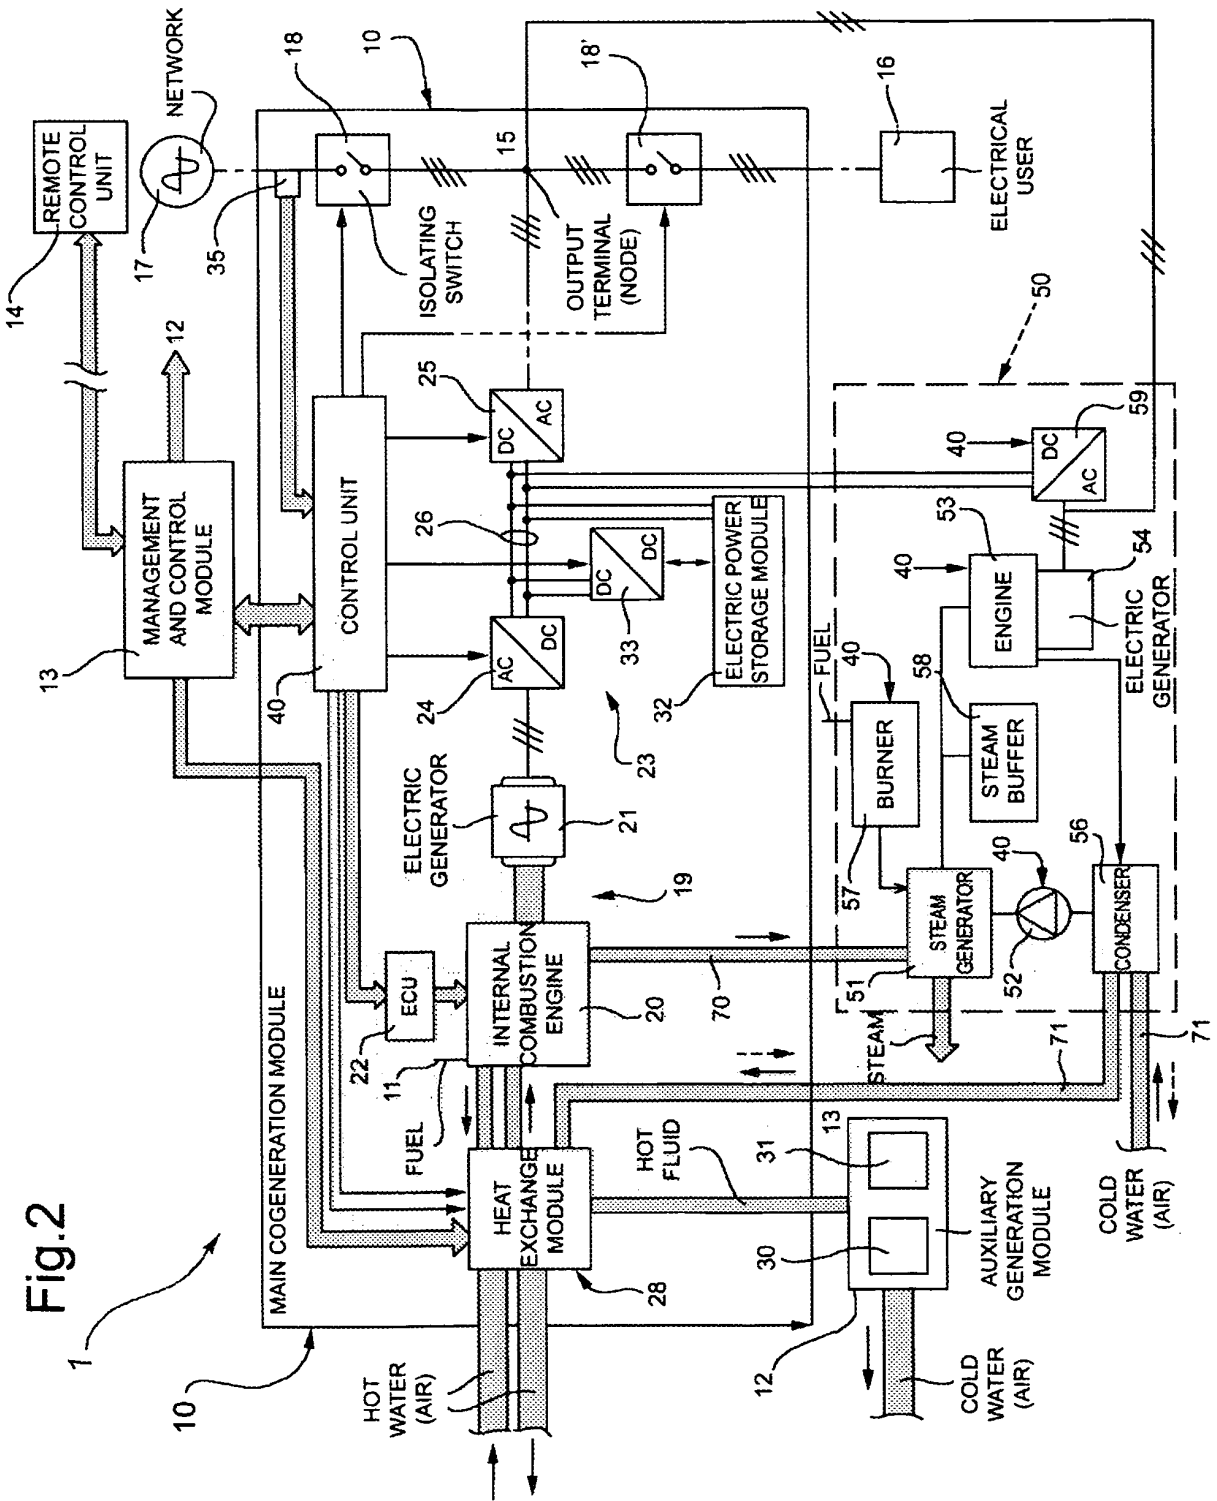 Fig.2
1
10
MAIN COGENERATION MODULE
10
14
REMOTE
CONTROL
UNIT
17
NETWORK
12
13
MANAGEMENT
AND CONTROL
MODULE
35
18
ISOLATING
SWITCH
40
CONTROL UNIT
15
OUTPUT
TERMINAL
(NODE)
18'
16
ELECTRICAL
USER
22
ECU
11
FUEL
INTERNAL
COMBUSTION
ENGINE
20
19
ELECTRIC
GENERATOR
21
23
24
AC
DC
26
25
DC
AC
33
DC
DC
32
ELECTRIC POWER
STORAGE MODULE
HEAT
EXCHANGE
MODULE
28
HOT
WATER
(AIR)
HOT
FLUID
70
71
13
12
30
31
AUXILIARY
GENERATION
MODULE
COLD
WATER
(AIR)
50
FUEL
40
BURNER
57
STEAM
51
STEAM
GENERATOR
58
STEAM
BUFFER
40
53
ENGINE
54
ELECTRIC
GENERATOR
40
DC
AC
59
52
40
56
CONDENSER
71
COLD
WATER
(AIR)